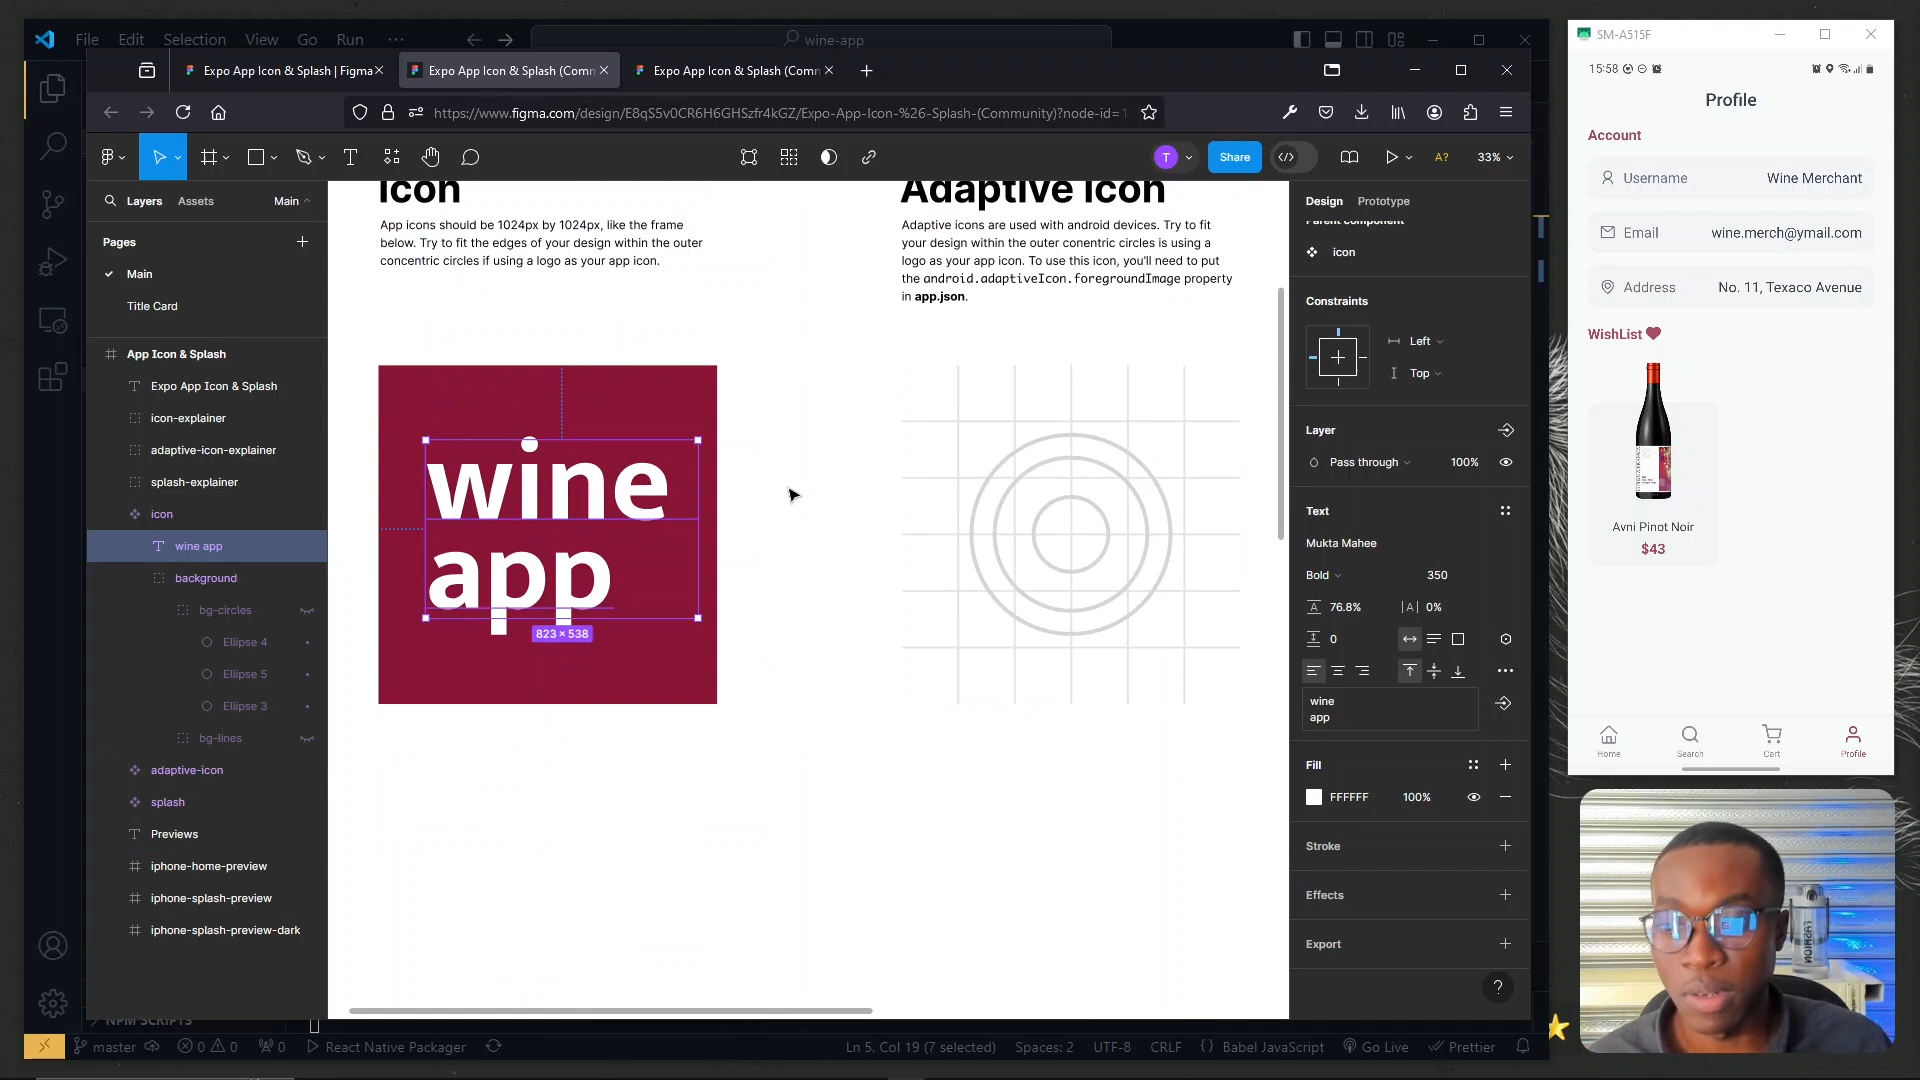 File Edit Selection View Go Run ···
wine-app
Expo App Icon & Splash | Figma
Expo App Icon & Splash (Comm
Expo App Icon & Splash (Comm
https://www.figma.com/design/E8qS5v0CR6H6GHSzfr4kGZ/Expo-App-Icon-%26-Splash-(Community)?node-id=1
T
Share
A?
33%
Layers Assets Main
Pages
Main
Title Card
App Icon & Splash
Expo App Icon & Splash
icon-explainer
adaptive-icon-explainer
splash-explainer
icon
wine app
background
bg-circles
Ellipse 4
Ellipse 5
Ellipse 3
bg-lines
adaptive-icon
splash
Previews
iphone-home-preview
iphone-splash-preview
iphone-splash-preview-dark
NPM SCRIPTS
Icon
App icons should be 1024px by 1024px, like the frame
below. Try to fit the edges of your design within the outer
concentric circles if using a logo as your app icon.
wine
app
823 × 538
Adaptive Icon
Adaptive icons are used with android devices. Try to fit
your design within the outer conentric circles is using a
logo as your app icon. To use this icon, you'll need to put
the android.adaptiveIcon.foregroundImage property
in app.json.
Design Prototype
Parent component
icon
Constraints
Left
Top
Layer
Pass through 100%
Text
Mukta Mahee
Bold 350
76.8% 0%
0
wine
app
Fill
FFFFFF 100%
Stroke
Effects
Export
?
master 0 0 0 React Native Packager
Ln 5, Col 19 (7 selected) Spaces: 2 UTF-8 CRLF Babel JavaScript Go Live Prettier
SM-A515F
15:58
Profile
Account
Username Wine Merchant
Email wine.merch@ymail.com
Address No. 11, Texaco Avenue
WishList
Avni Pinot Noir
$43
Home Search Cart Profile